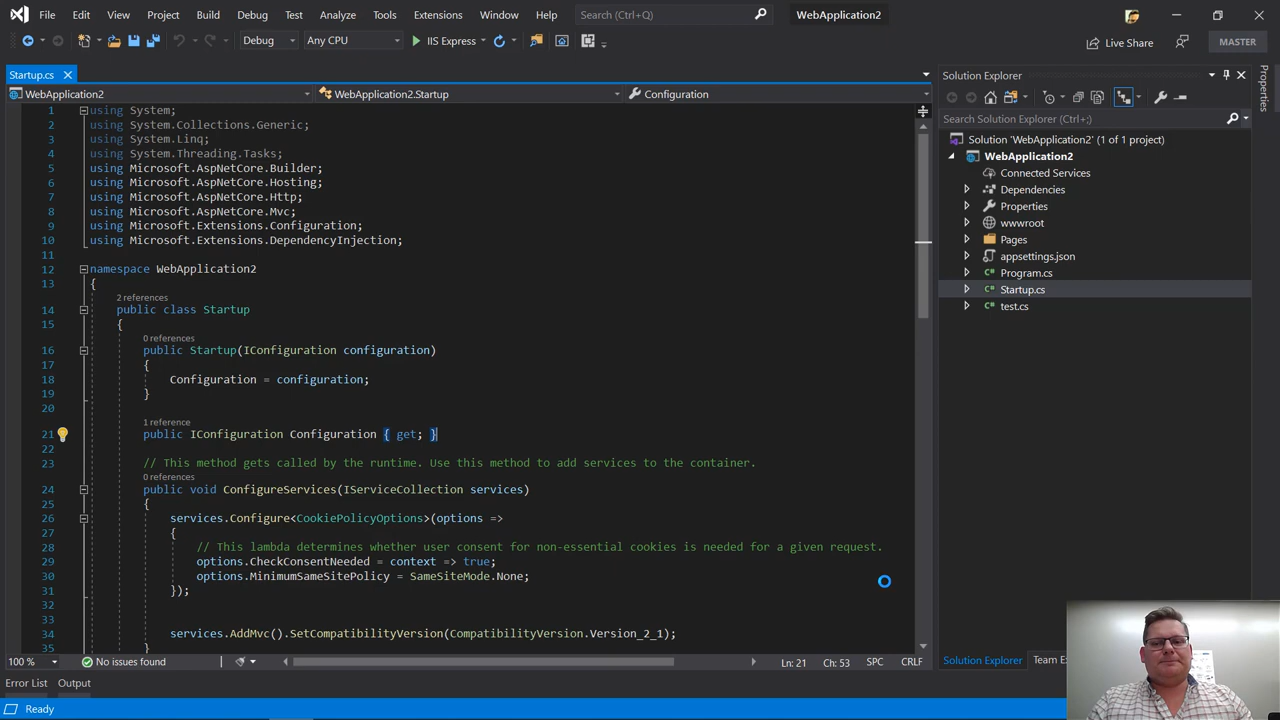 File Edit View Project Build Debug Test Analyze Tools Extensions Window Help Search (Ctrl+Q) WebApplication2
Debug Any CPU IIS Express Live Share MASTER
Startup.cs
WebApplication2 WebApplication2.Startup Configuration
1 using System;
2 using System.Collections.Generic;
3 using System.Linq;
4 using System.Threading.Tasks;
5 using Microsoft.AspNetCore.Builder;
6 using Microsoft.AspNetCore.Hosting;
7 using Microsoft.AspNetCore.Http;
8 using Microsoft.AspNetCore.Mvc;
9 using Microsoft.Extensions.Configuration;
10 using Microsoft.Extensions.DependencyInjection;
11
12 namespace WebApplication2
13 {
2 references
14 public class Startup
15 {
0 references
16 public Startup(IConfiguration configuration)
17 {
18 Configuration = configuration;
19 }
20
1 reference
21 public IConfiguration Configuration { get; }
22
23 // This method gets called by the runtime. Use this method to add services to the container.
0 references
24 public void ConfigureServices(IServiceCollection services)
25 {
26 services.Configure<CookiePolicyOptions>(options =>
27 {
28 // This lambda determines whether user consent for non-essential cookies is needed for a given request.
29 options.CheckConsentNeeded = context => true;
30 options.MinimumSameSitePolicy = SameSiteMode.None;
31 });
32
33
34 services.AddMvc().SetCompatibilityVersion(CompatibilityVersion.Version_2_1);
35 }
100 % No issues found Ln: 21 Ch: 53 SPC CRLF
Error List Output
Ready
Solution Explorer
Search Solution Explorer (Ctrl+;)
Solution 'WebApplication2' (1 of 1 project)
WebApplication2
Connected Services
Dependencies
Properties
wwwroot
Pages
appsettings.json
Program.cs
Startup.cs
test.cs
Solution Explorer Team Ex
Properties